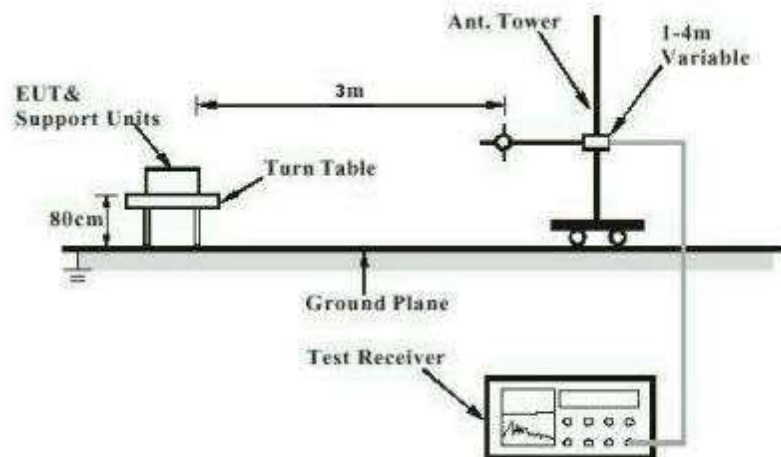 Ant. Tower
1-4m
Variable
3m
EUT&
Support Units
Turn Table
80cm
Ground Plane
Test Receiver